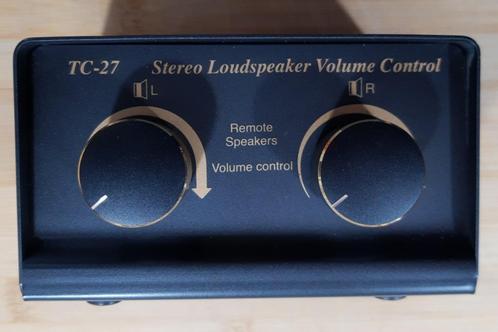 TC-27 Stereo Loudspeaker Volume Control
L
R
Remote
Speakers
Volume control